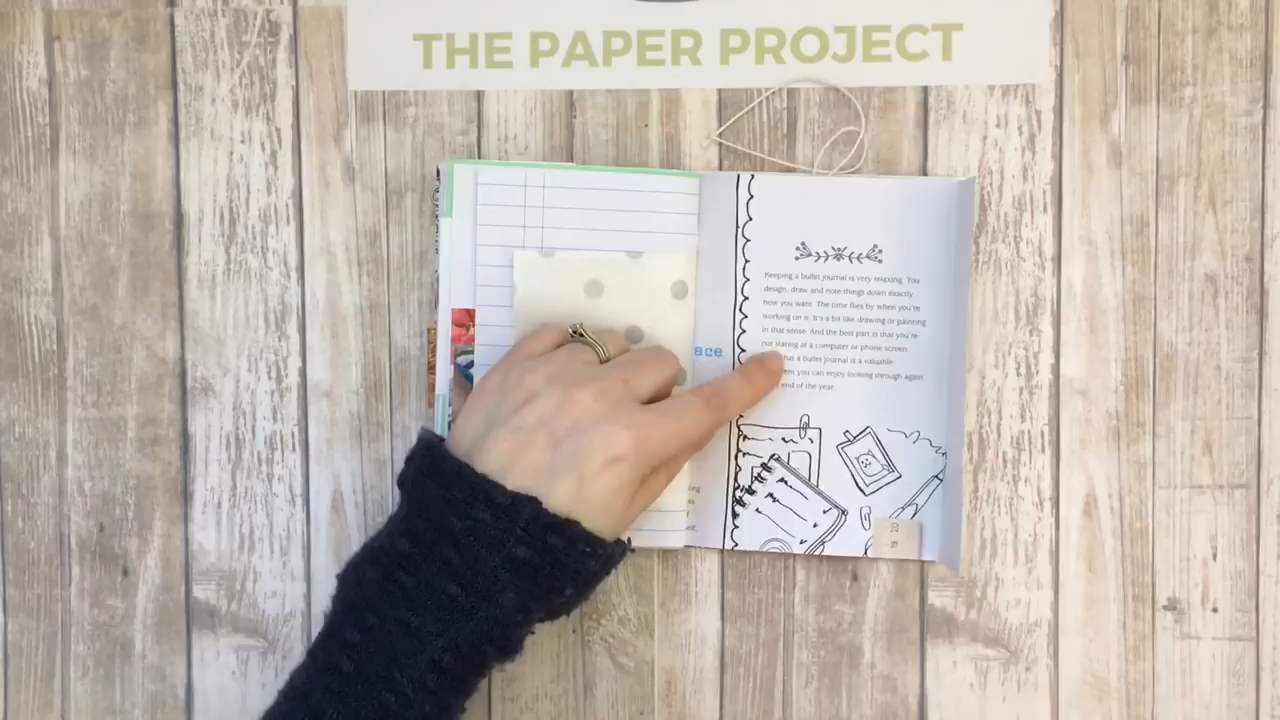 THE PAPER PROJECT
Keeping a bullet journal is very relaxing. You
design, draw and note things down exactly
how you want. The time flies by when you're
working on it. It's a bit like drawing or painting
in that sense. And the best part is that you're
not staring at a computer or phone screen.
has a bullet journal is a valuable
you can enjoy looking through again
end of the year.
ace
19 20